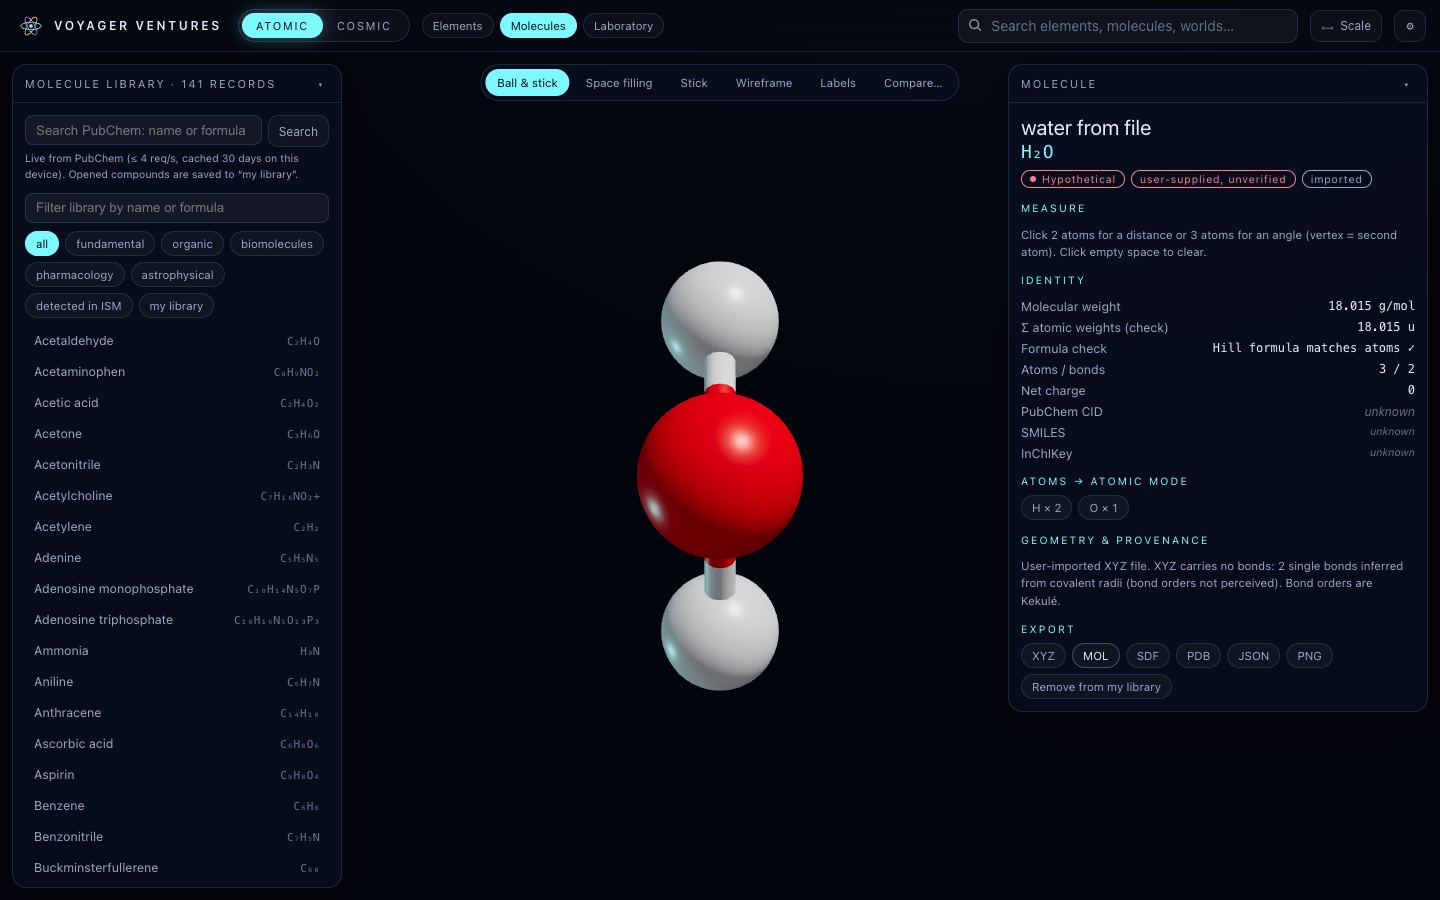 VOYAGER VENTURES
ATOMIC
COSMIC
Elements
Molecules
Laboratory
Search elements, molecules, worlds...
Scale
MOLECULE LIBRARY · 141 RECORDS
Search PubChem: name or formula
Search
Live from PubChem (≤ 4 req/s, cached 30 days on this
device). Opened compounds are saved to “my library”.
Filter library by name or formula
all
fundamental
organic
biomolecules
pharmacology
astrophysical
detected in ISM
my library
Acetaldehyde C₂H₄O
Acetaminophen C₈H₉NO₂
Acetic acid C₂H₄O₂
Acetone C₃H₆O
Acetonitrile C₂H₃N
Acetylcholine C₇H₁₆NO₂+
Acetylene C₂H₂
Adenine C₅H₅N₅
Adenosine monophosphate C₁₀H₁₄N₅O₇P
Adenosine triphosphate C₁₀H₁₆N₅O₁₃P₃
Ammonia H₃N
Aniline C₆H₇N
Anthracene C₁₄H₁₀
Ascorbic acid C₆H₈O₆
Aspirin C₉H₈O₄
Benzene C₆H₆
Benzonitrile C₇H₅N
Buckminsterfullerene C₆₀
Ball & stick
Space filling
Stick
Wireframe
Labels
Compare…
MOLECULE
water from file
H₂O
Hypothetical
user-supplied, unverified
imported
MEASURE
Click 2 atoms for a distance or 3 atoms for an angle (vertex = second
atom). Click empty space to clear.
IDENTITY
Molecular weight 18.015 g/mol
Σ atomic weights (check) 18.015 u
Formula check Hill formula matches atoms ✓
Atoms / bonds 3 / 2
Net charge 0
PubChem CID unknown
SMILES unknown
InChIKey unknown
ATOMS → ATOMIC MODE
H × 2
O × 1
GEOMETRY & PROVENANCE
User-imported XYZ file. XYZ carries no bonds: 2 single bonds inferred
from covalent radii (bond orders not perceived). Bond orders are
Kekulé.
EXPORT
XYZ
MOL
SDF
PDB
JSON
PNG
Remove from my library